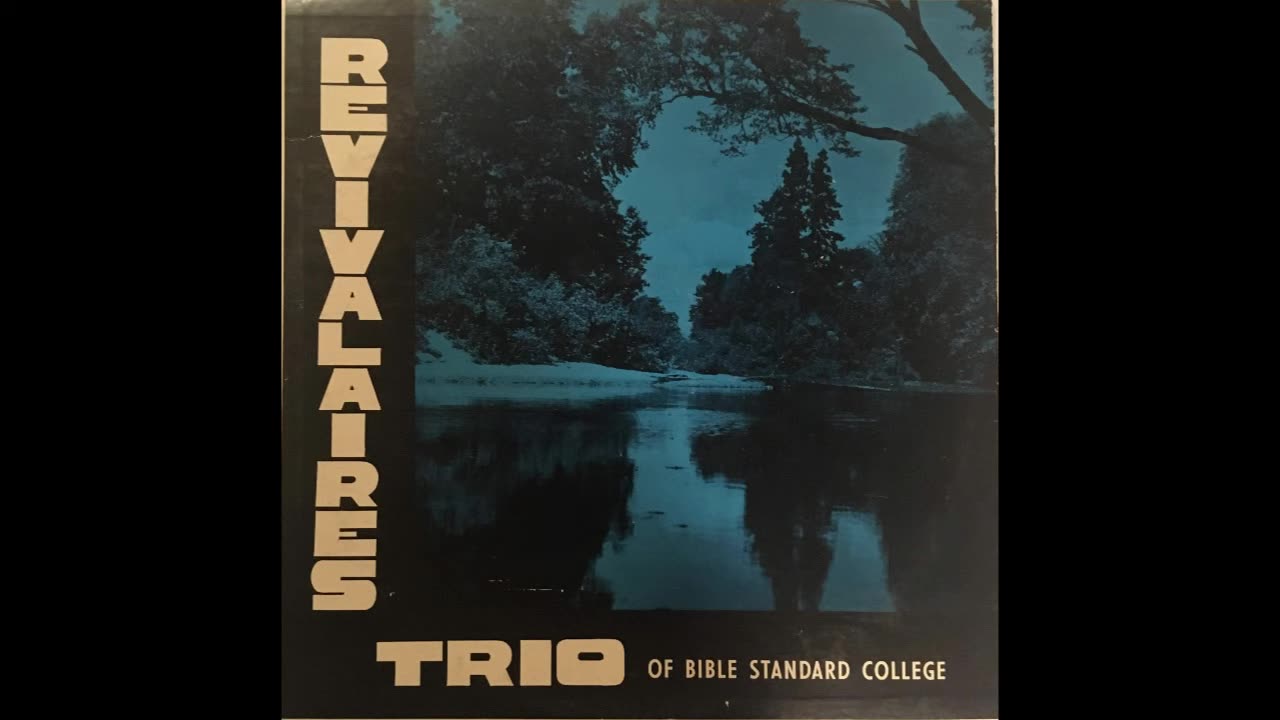 REVIVALAIRES
TRIO OF BIBLE STANDARD COLLEGE